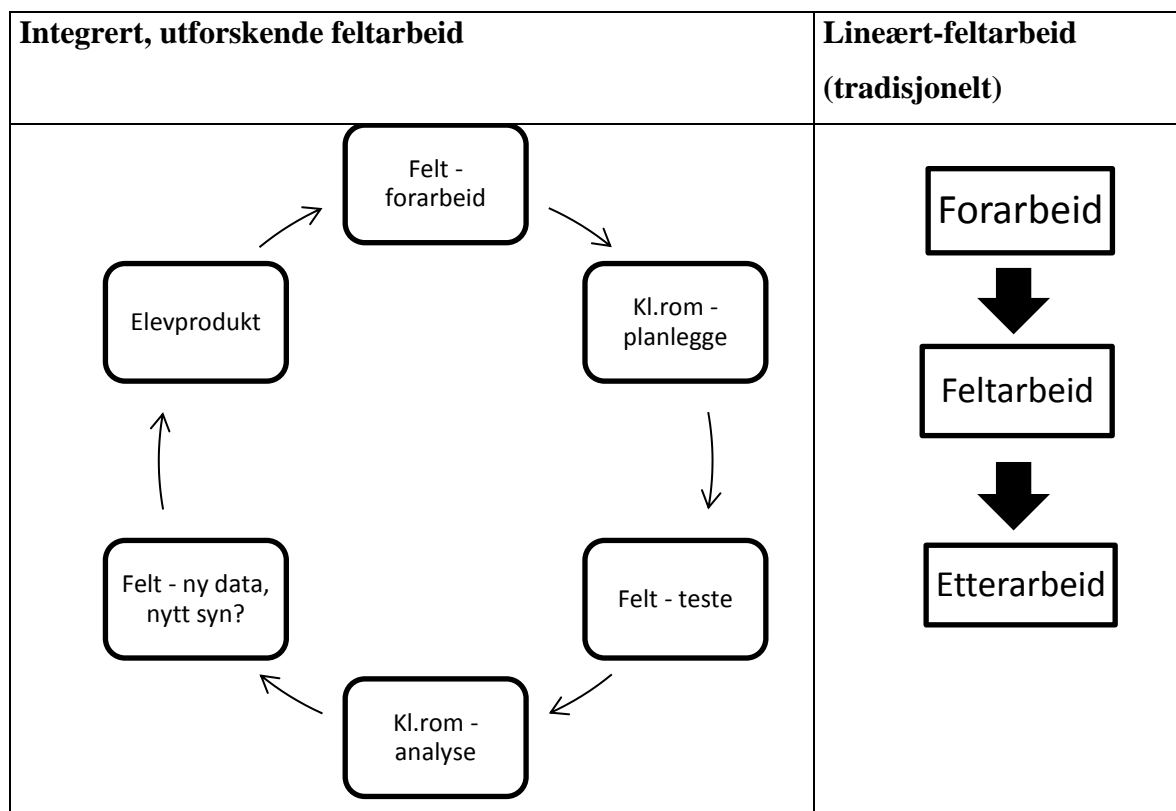 Integrert, utforskende feltarbeid
Lineært-feltarbeid
(tradisjonelt)
Felt -
forarbeid
Kl.rom -
planlegge
Felt - teste
Kl.rom -
analyse
Felt - ny data,
nytt syn?
Elevprodukt
Forarbeid
Feltarbeid
Etterarbeid